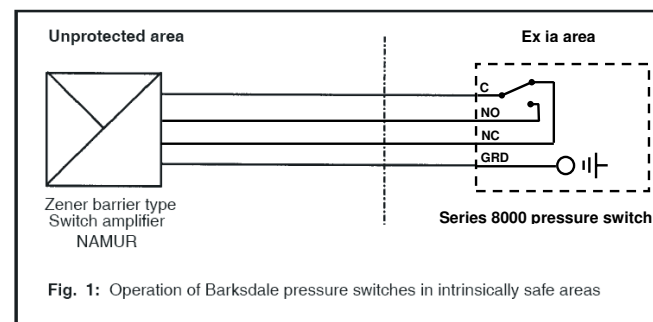 Unprotected area
Ex ia area
C
NO
NC
GRD
Zener barrier type
Switch amplifier
NAMUR
Series 8000 pressure switch
Fig. 1: Operation of Barksdale pressure switches in intrinsically safe areas